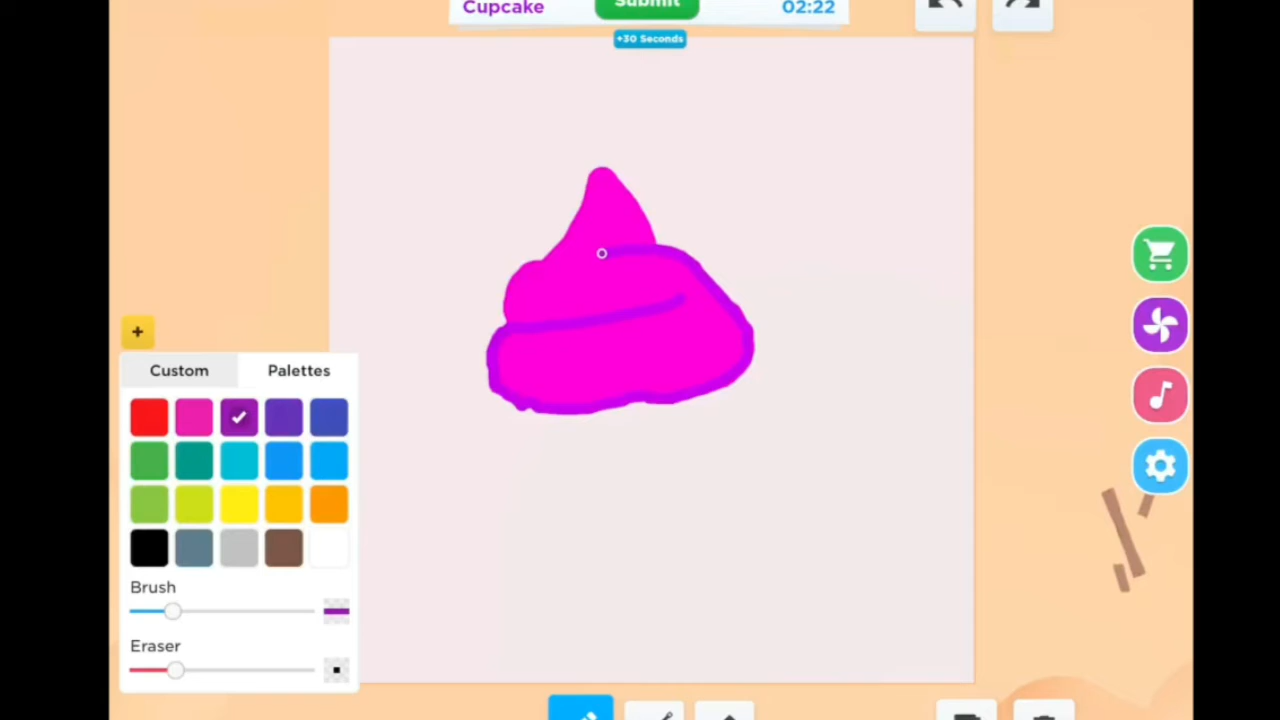 Cupcake
Submit
02:22
+30 Seconds
+
Custom
Palettes
Brush
Eraser